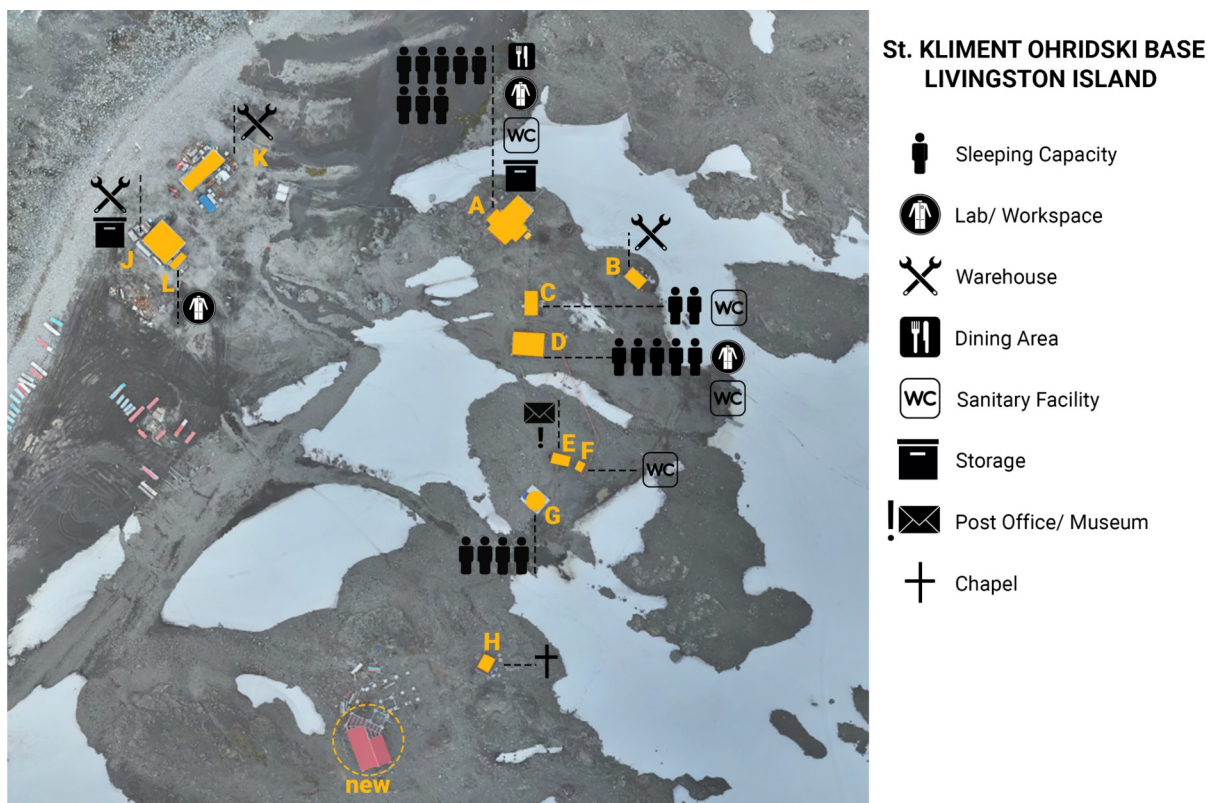 St. KLIMENT OHRIDSKI BASE
LIVINGSTON ISLAND
Sleeping Capacity
Lab/ Workspace
Warehouse
Dining Area
WC
Sanitary Facility
Storage
Post Office/ Museum
Chapel
K
WC
A
J
B
L
C
WC
D
WC
E
F
WC
G
H
new